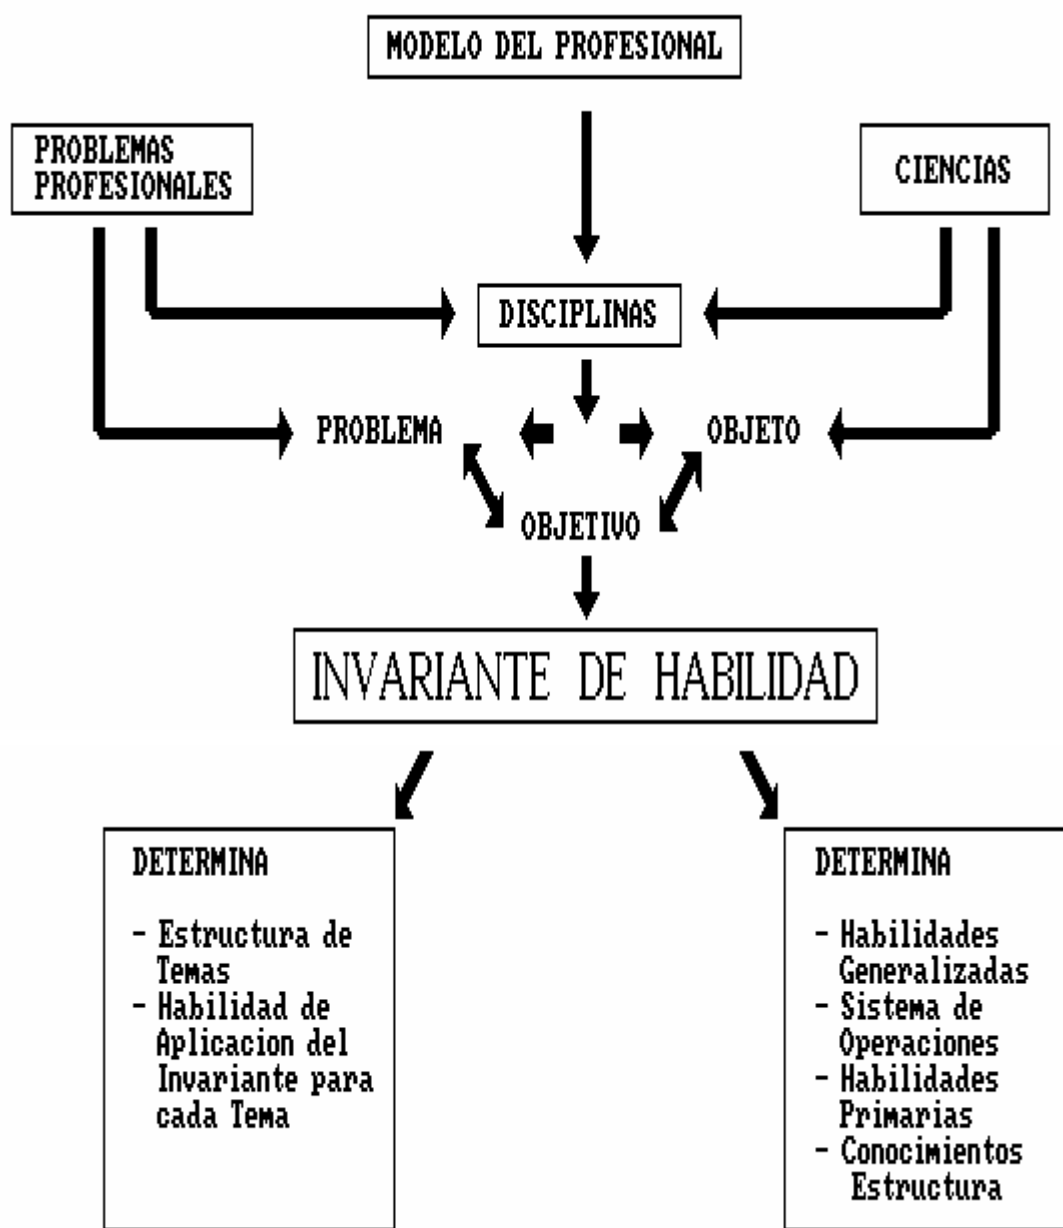 MODELO DEL PROFESIONAL
PROBLEMAS
PROFESIONALES
CIENCIAS
DISCIPLINAS
PROBLEMA
OBJETO
OBJETIVO
INVARIANTE DE HABILIDAD
DETERMINA
- Estructura de
Temas
- Habilidad de
Aplicacion del
Invariante para
cada Tema
DETERMINA
- Habilidades
Generalizadas
- Sistema de
Operaciones
- Habilidades
Primarias
- Conocimientos
Estructura